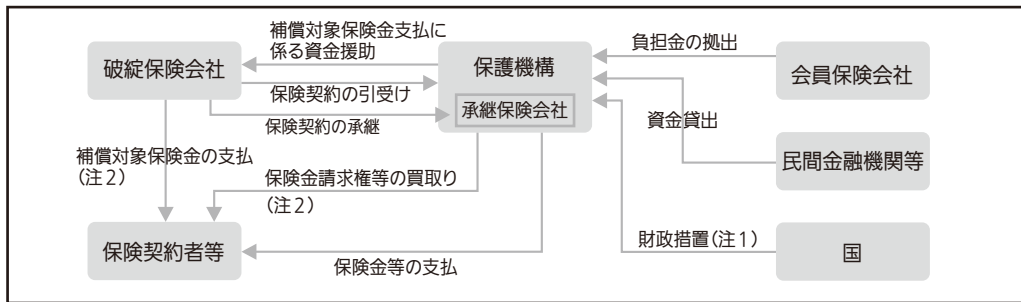 補償対象保険金支払に
係る資金援助
負担金の拠出
破綻保険会社
保護機構
会員保険会社
保険契約の引受け
承継保険会社
資金貸出
保険契約の承継
補償対象保険金の支払
(注2)
民間金融機関等
保険金請求権等の買取り
(注2)
財政措置(注1)
保険契約者等
国
保険金等の支払